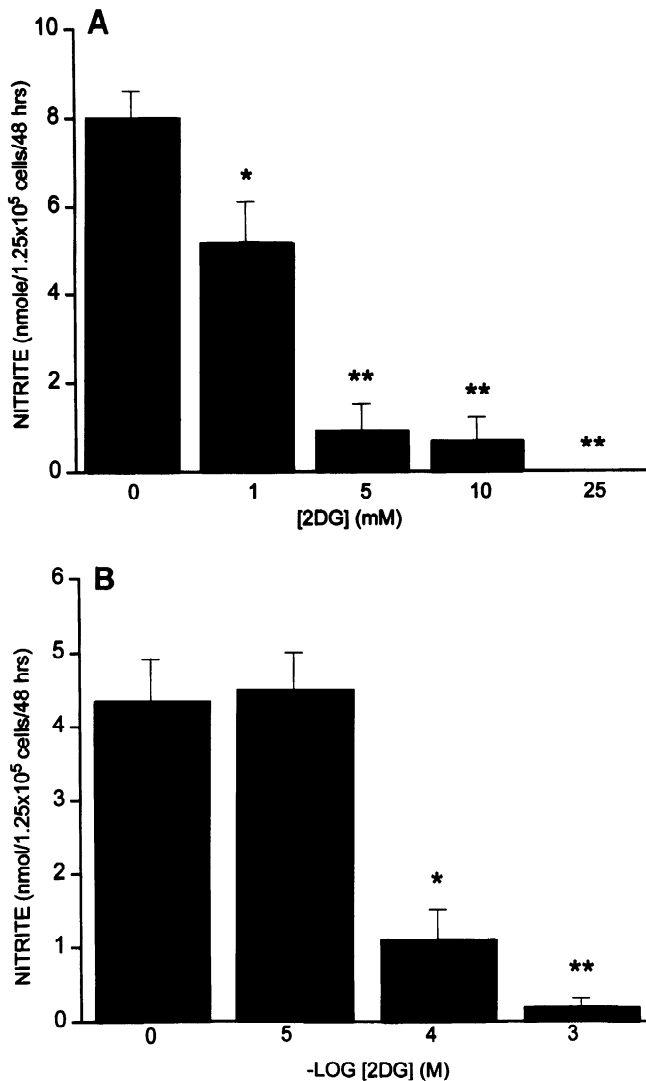 A
10
8
6
4
2
0
NITRITE (nmole/1.25x10⁵ cells/48 hrs)
*
**
**
**
0 1 5 10 25
[2DG] (mM)
B
6
5
4
3
2
1
0
NITRITE (nmol/1.25x10⁵ cells/48 hrs)
*
**
0 5 4 3
-LOG [2DG] (M)